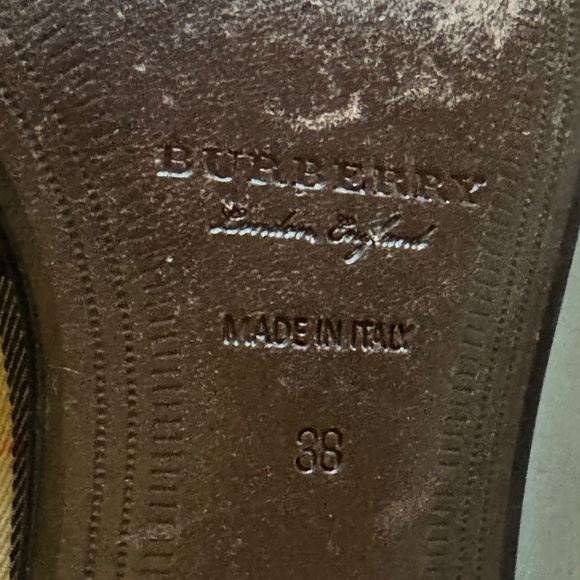 BURBERRY
London, England
MADE IN ITALY
38